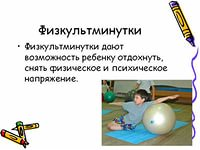 Физкультминутки
• Физкультминутки дают
возможность ребенку отдохнуть,
снять физическое и психическое
напряжение.